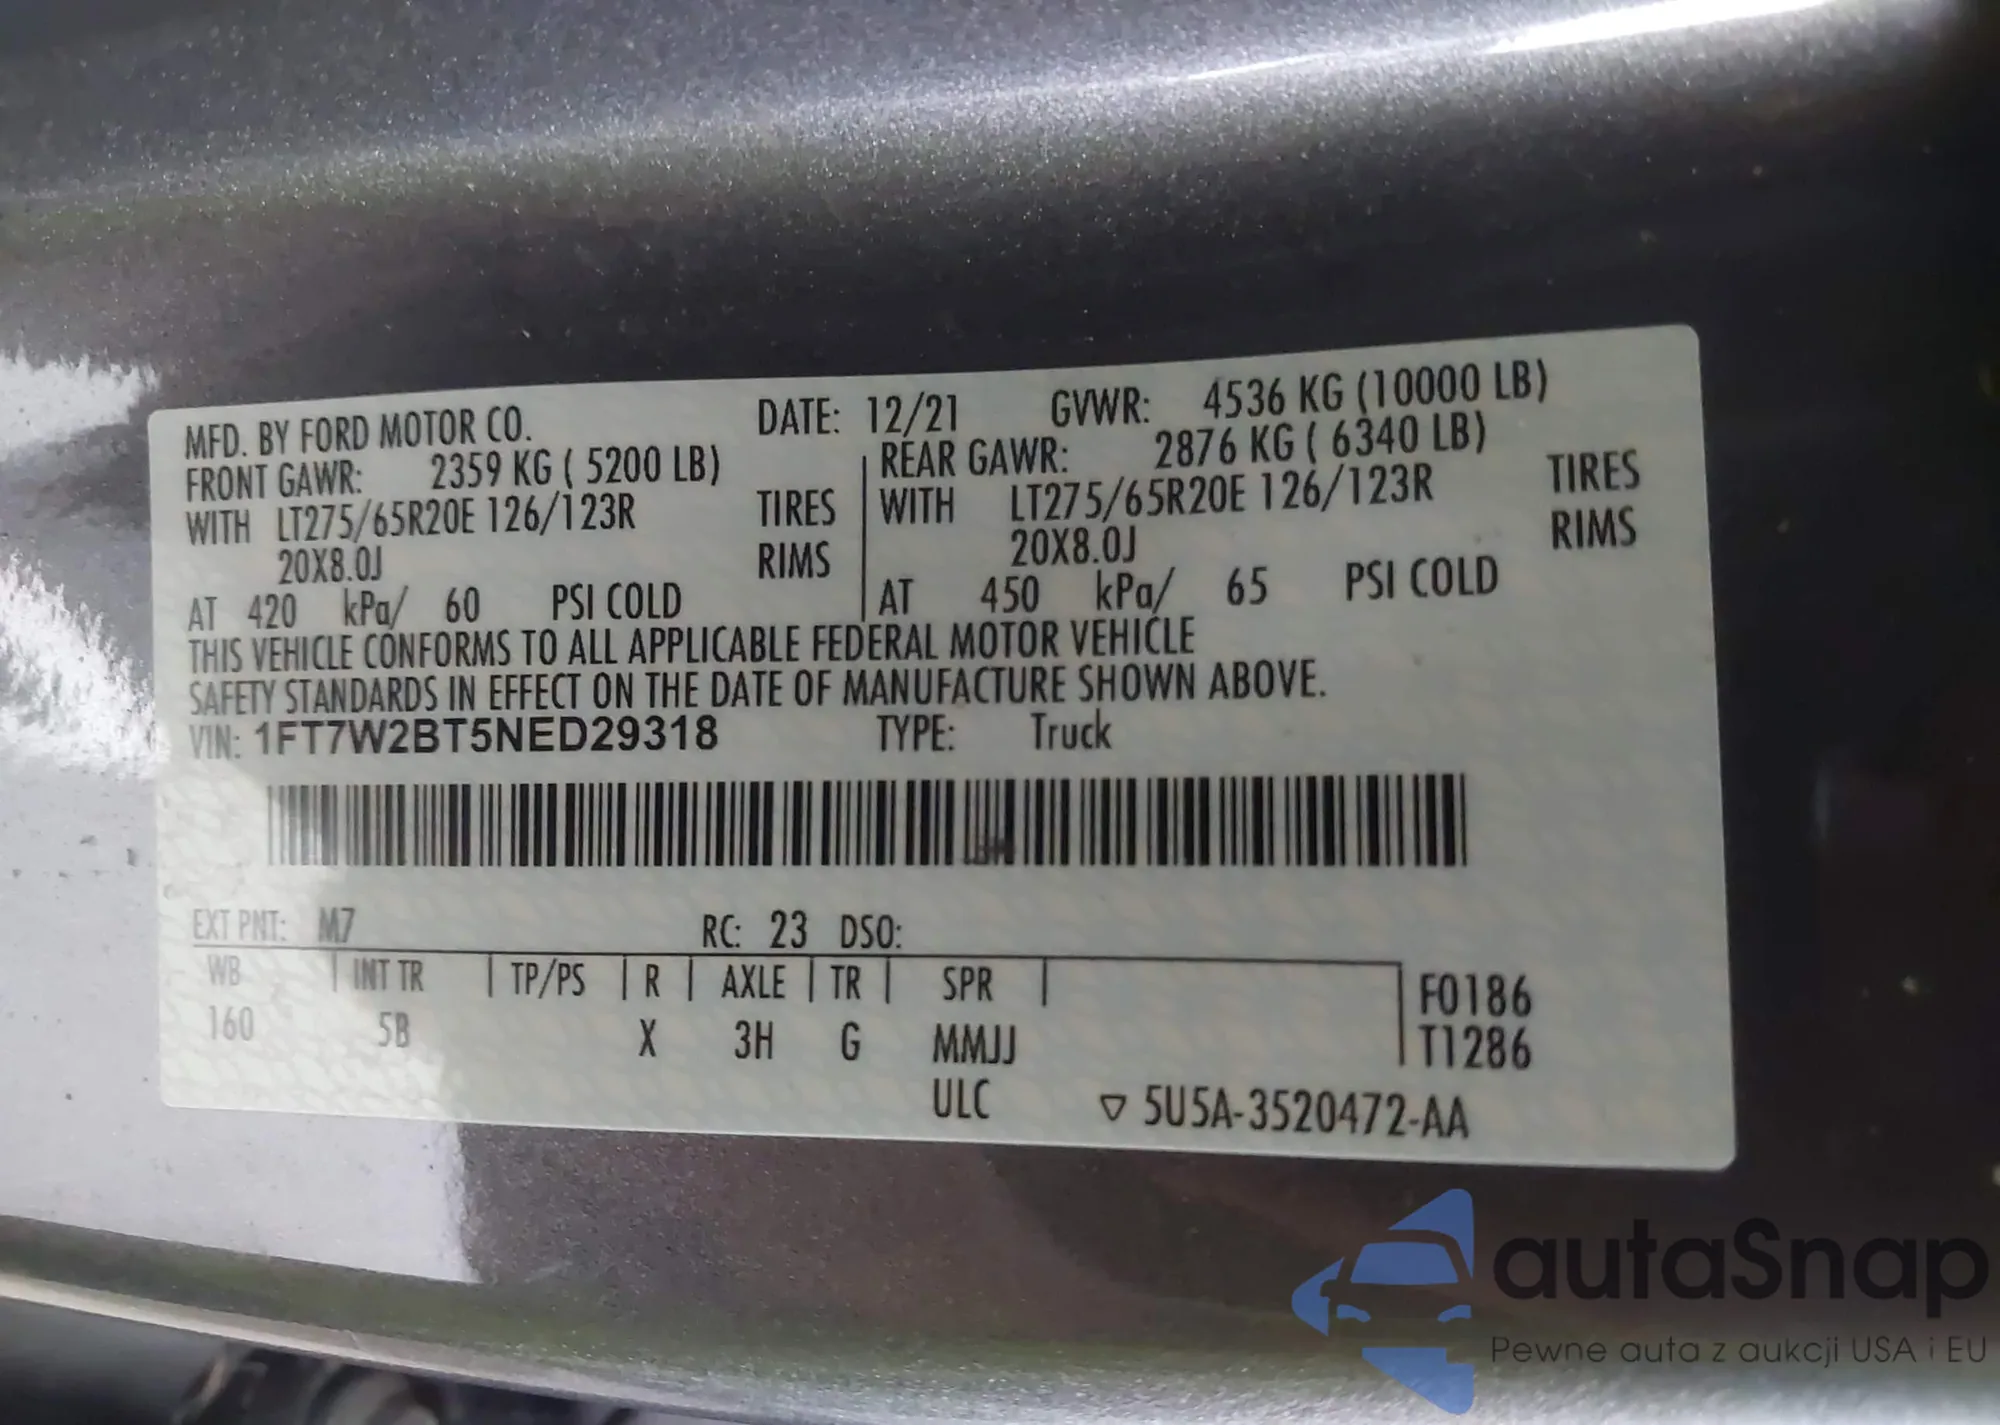 MFD. BY FORD MOTOR CO. DATE: 12/21 GVWR: 4536 KG (10000 LB)
FRONT GAWR: 2359 KG ( 5200 LB) REAR GAWR: 2876 KG ( 6340 LB)
WITH LT275/65R20E 126/123R TIRES WITH LT275/65R20E 126/123R TIRES
20X8.0J RIMS 20X8.0J RIMS
AT 420 kPa/ 60 PSI COLD AT 450 kPa/ 65 PSI COLD
THIS VEHICLE CONFORMS TO ALL APPLICABLE FEDERAL MOTOR VEHICLE
SAFETY STANDARDS IN EFFECT ON THE DATE OF MANUFACTURE SHOWN ABOVE.
VIN: 1FT7W2BT5NED29318 TYPE: Truck
EXT PNT: M7 RC: 23 DSO:
WB INT TR TP/PS R AXLE TR SPR F0186
160 5B X 3H G MMJJ T1286
ULC ▽ 5U5A-3520472-AA
autaSnap
Pewne auta z aukcji USA i EU